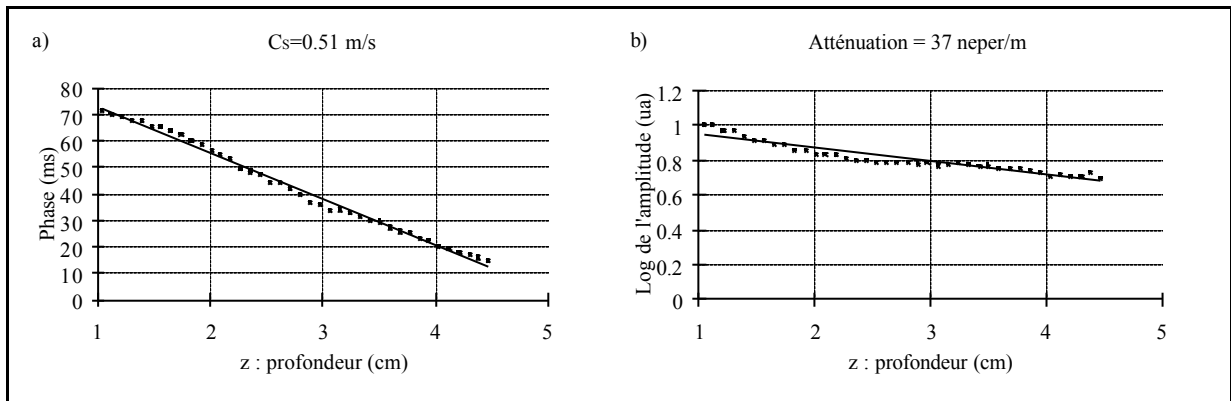 a)
Cs=0.51 m/s
80
70
60
50
40
30
20
10
0
Phase (ms)
1 2 3 4 5
z : profondeur (cm)
b)
Atténuation = 37 neper/m
1.2
1
0.8
0.6
0.4
0.2
0
Log de l'amplitude (ua)
1 2 3 4 5
z : profondeur (cm)